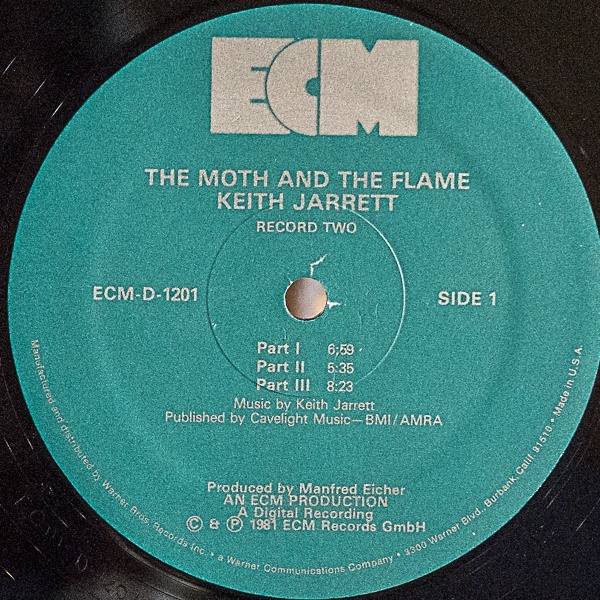 ECM
THE MOTH AND THE FLAME
KEITH JARRETT
RECORD TWO
ECM-D-1201
SIDE 1
Part I 6:59
Part II 5:35
Part III 8:23
Music by Keith Jarrett
Published by Cavelight Music—BMI/AMRA
Produced by Manfred Eicher
AN ECM PRODUCTION
A Digital Recording
© & ℗ 1981 ECM Records GmbH
Manufactured and distributed by Warner Bros. Records Inc. • a Warner Communications Company • 3300 Warner Blvd., Burbank, Calif. 91510 • Made in U.S.A.